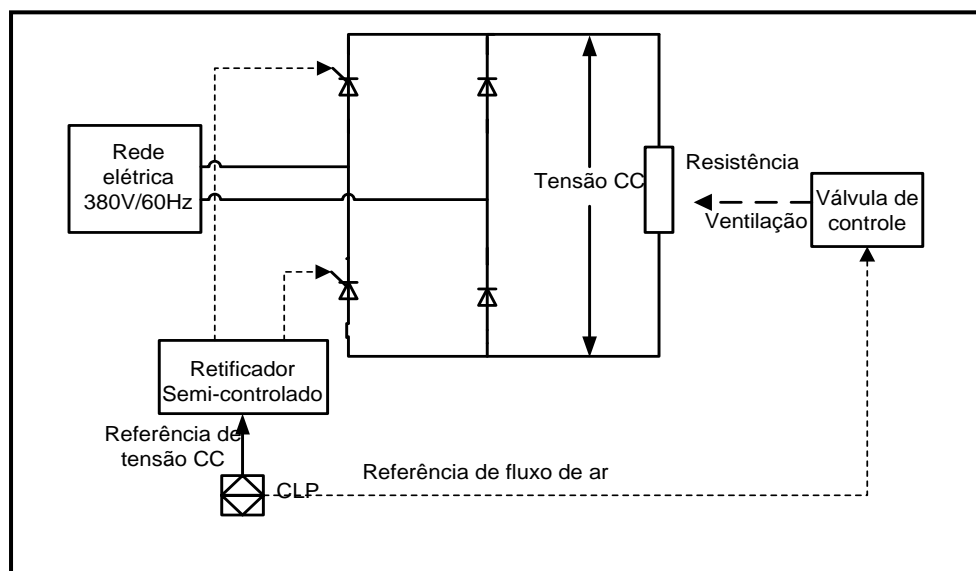 Rede
elétrica
380V/60Hz
Tensão CC
Resistência
Ventilação
Válvula de
controle
Retificador
Semi-controlado
Referência de
tensão CC
CLP
Referência de fluxo de ar